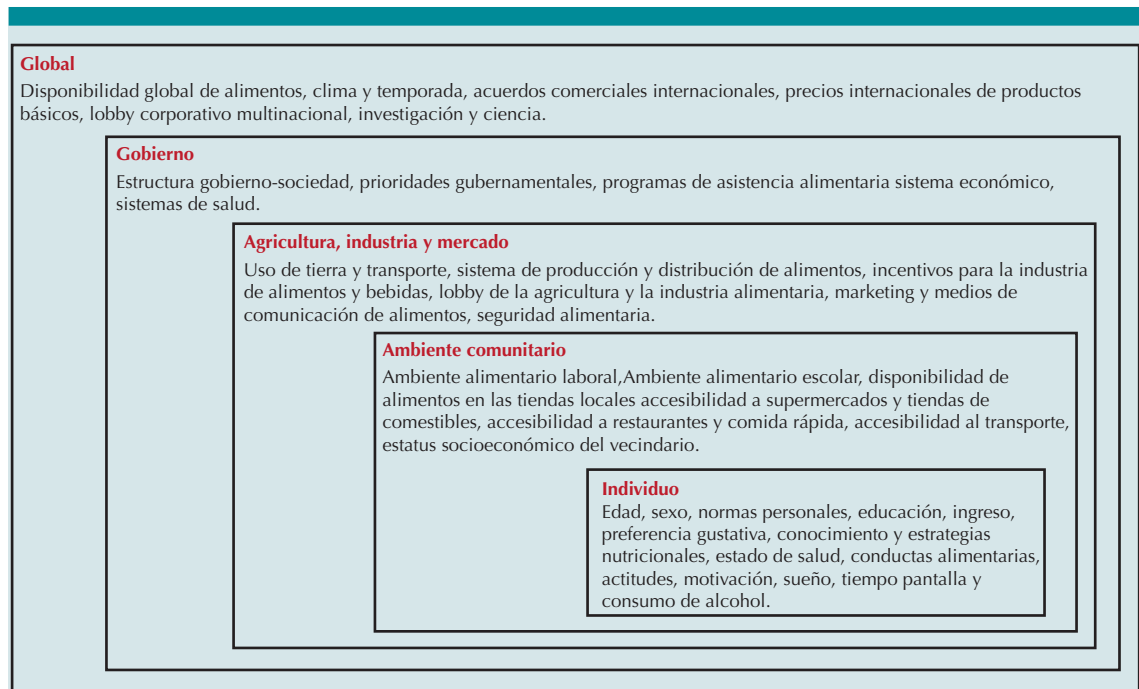 Global
Disponibilidad global de alimentos, clima y temporada, acuerdos comerciales internacionales, precios internacionales de productos
básicos, lobby corporativo multinacional, investigación y ciencia.
Gobierno
Estructura gobierno-sociedad, prioridades gubernamentales, programas de asistencia alimentaria sistema económico,
sistemas de salud.
Agricultura, industria y mercado
Uso de tierra y transporte, sistema de producción y distribución de alimentos, incentivos para la industria
de alimentos y bebidas, lobby de la agricultura y la industria alimentaria, marketing y medios de
comunicación de alimentos, seguridad alimentaria.
Ambiente comunitario
Ambiente alimentario laboral,Ambiente alimentario escolar, disponibilidad de
alimentos en las tiendas locales accesibilidad a supermercados y tiendas de
comestibles, accesibilidad a restaurantes y comida rápida, accesibilidad al transporte,
estatus socioeconómico del vecindario.
Individuo
Edad, sexo, normas personales, educación, ingreso,
preferencia gustativa, conocimiento y estrategias
nutricionales, estado de salud, conductas alimentarias,
actitudes, motivación, sueño, tiempo pantalla y
consumo de alcohol.